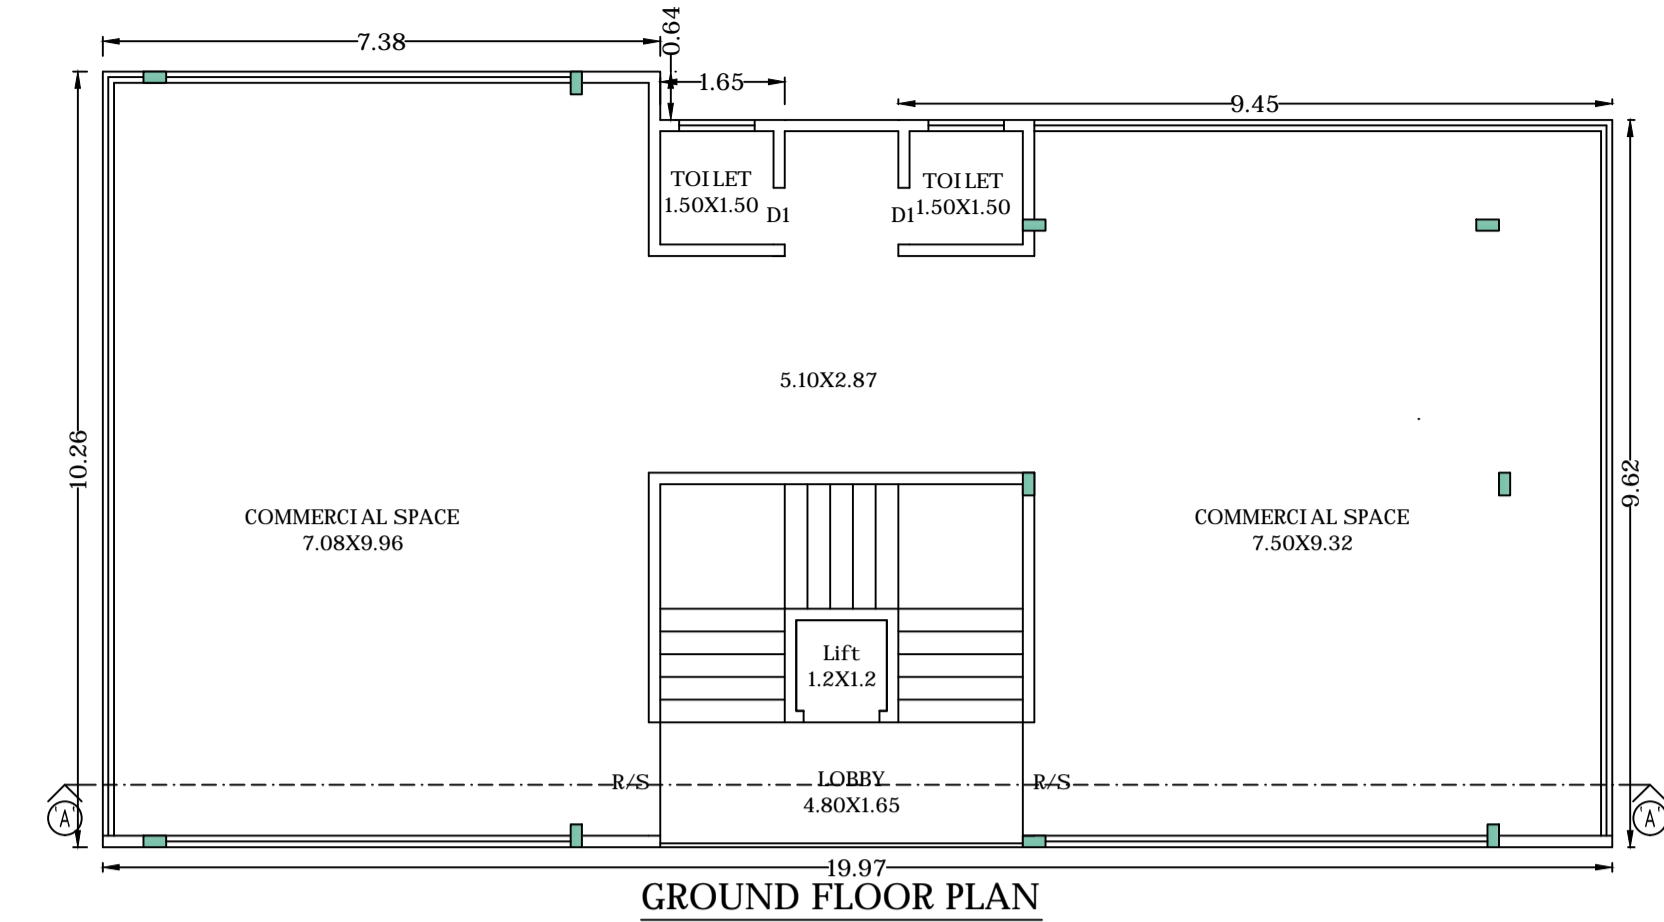 7.38
0.64
1.65
9.45
TOILET
1.50X1.50
D1
D1
TOILET
1.50X1.50
5.10X2.87
10.26
9.62
COMMERCIAL SPACE
7.08X9.96
COMMERCIAL SPACE
7.50X9.32
Lift
1.2X1.2
R/S
LOBBY
4.80X1.65
R/S
'A'
'A'
19.97
GROUND FLOOR PLAN